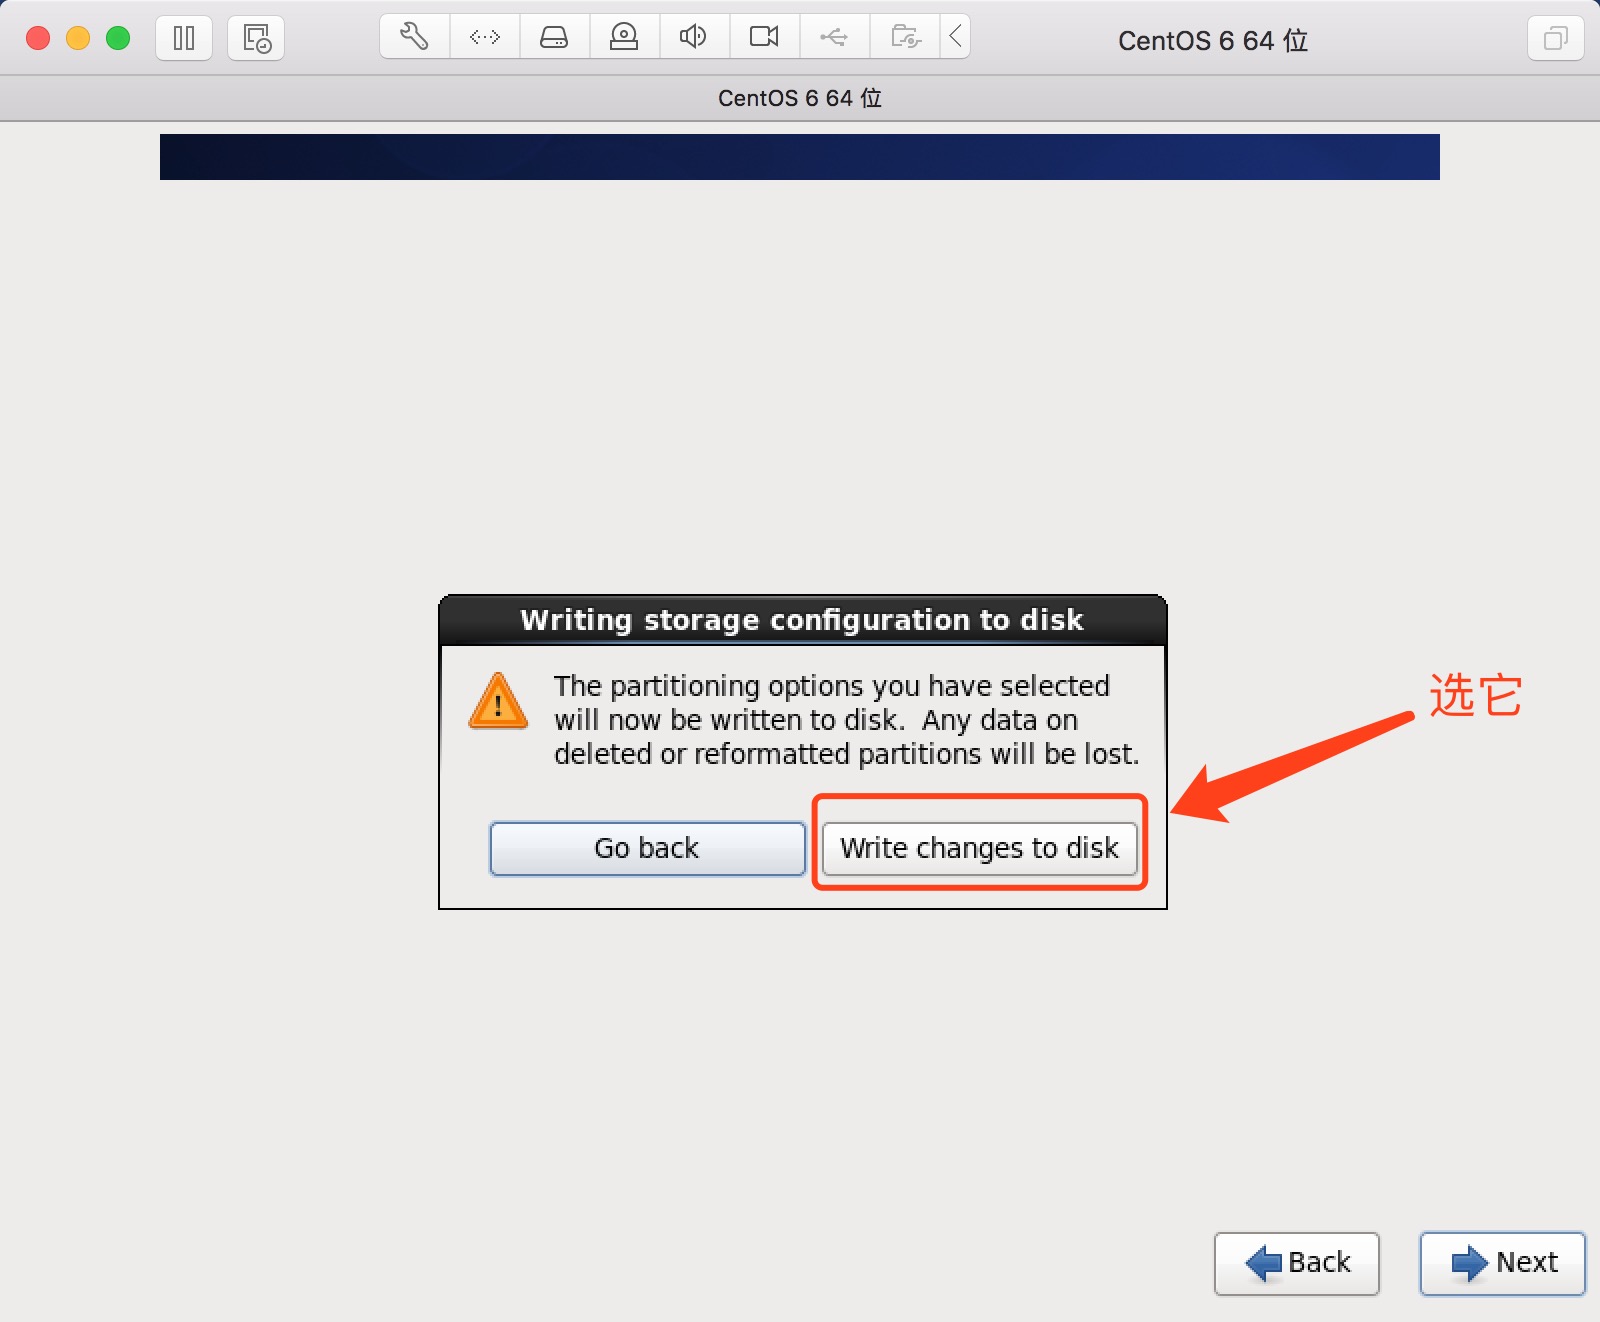 CentOS 6 64 位
CentOS 6 64 位
Writing storage configuration to disk
The partitioning options you have selected
will now be written to disk.  Any data on
deleted or reformatted partitions will be lost.
选它
Go back
Write changes to disk
Back
Next